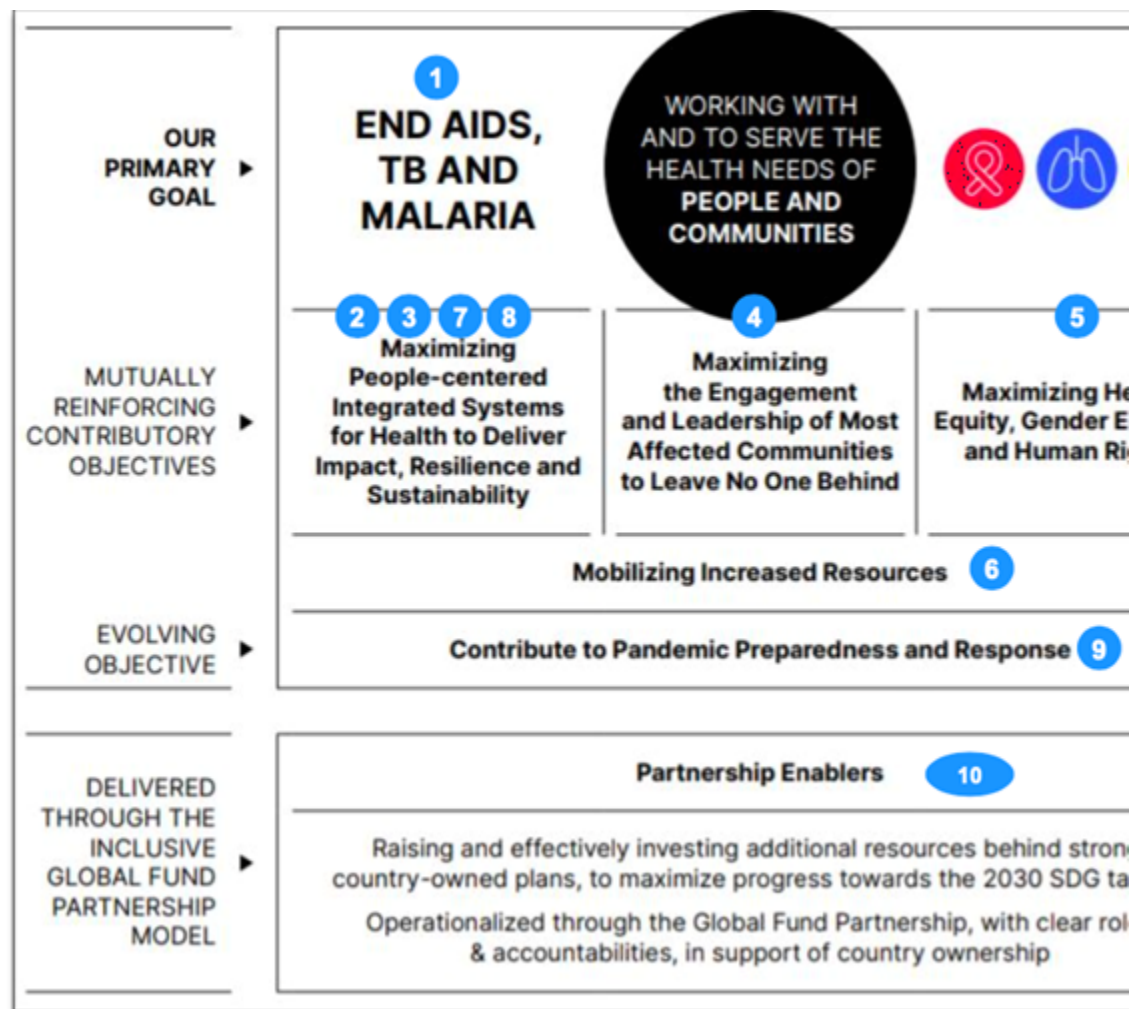 OUR
PRIMARY
GOAL
1
END AIDS,
TB AND
MALARIA
WORKING WITH
AND TO SERVE THE
HEALTH NEEDS OF
PEOPLE AND
COMMUNITIES
MUTUALLY
REINFORCING
CONTRIBUTORY
OBJECTIVES
2 3 7 8
Maximizing
People-centered
Integrated Systems
for Health to Deliver
Impact, Resilience and
Sustainability
4
Maximizing
the Engagement
and Leadership of Most
Affected Communities
to Leave No One Behind
5
Maximizing He
Equity, Gender E
and Human Rig
Mobilizing Increased Resources 6
EVOLVING
OBJECTIVE
Contribute to Pandemic Preparedness and Response 9
DELIVERED
THROUGH THE
INCLUSIVE
GLOBAL FUND
PARTNERSHIP
MODEL
Partnership Enablers 10
Raising and effectively investing additional resources behind strong
country-owned plans, to maximize progress towards the 2030 SDG ta
Operationalized through the Global Fund Partnership, with clear rol
& accountabilities, in support of country ownership